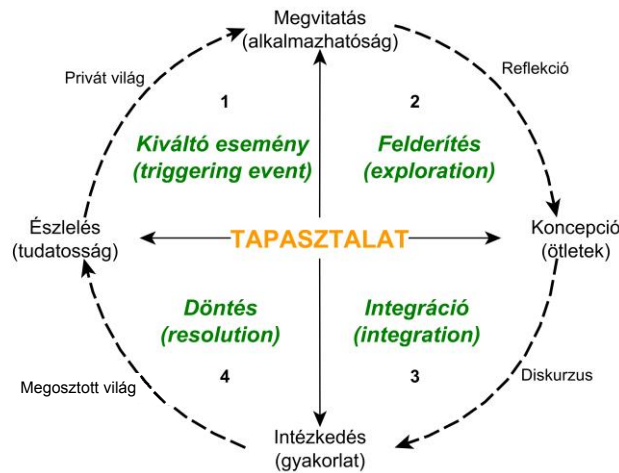 Megvitatás
(alkalmazhatóság)
Privát világ
Reflekció
1
2
Kiváltó esemény
(triggering event)
Felderítés
(exploration)
Észlelés
(tudatosság)
TAPASZTALAT
Koncepció
(ötletek)
Döntés
(resolution)
Integráció
(integration)
4
3
Megosztott világ
Diskurzus
Intézkedés
(gyakorlat)